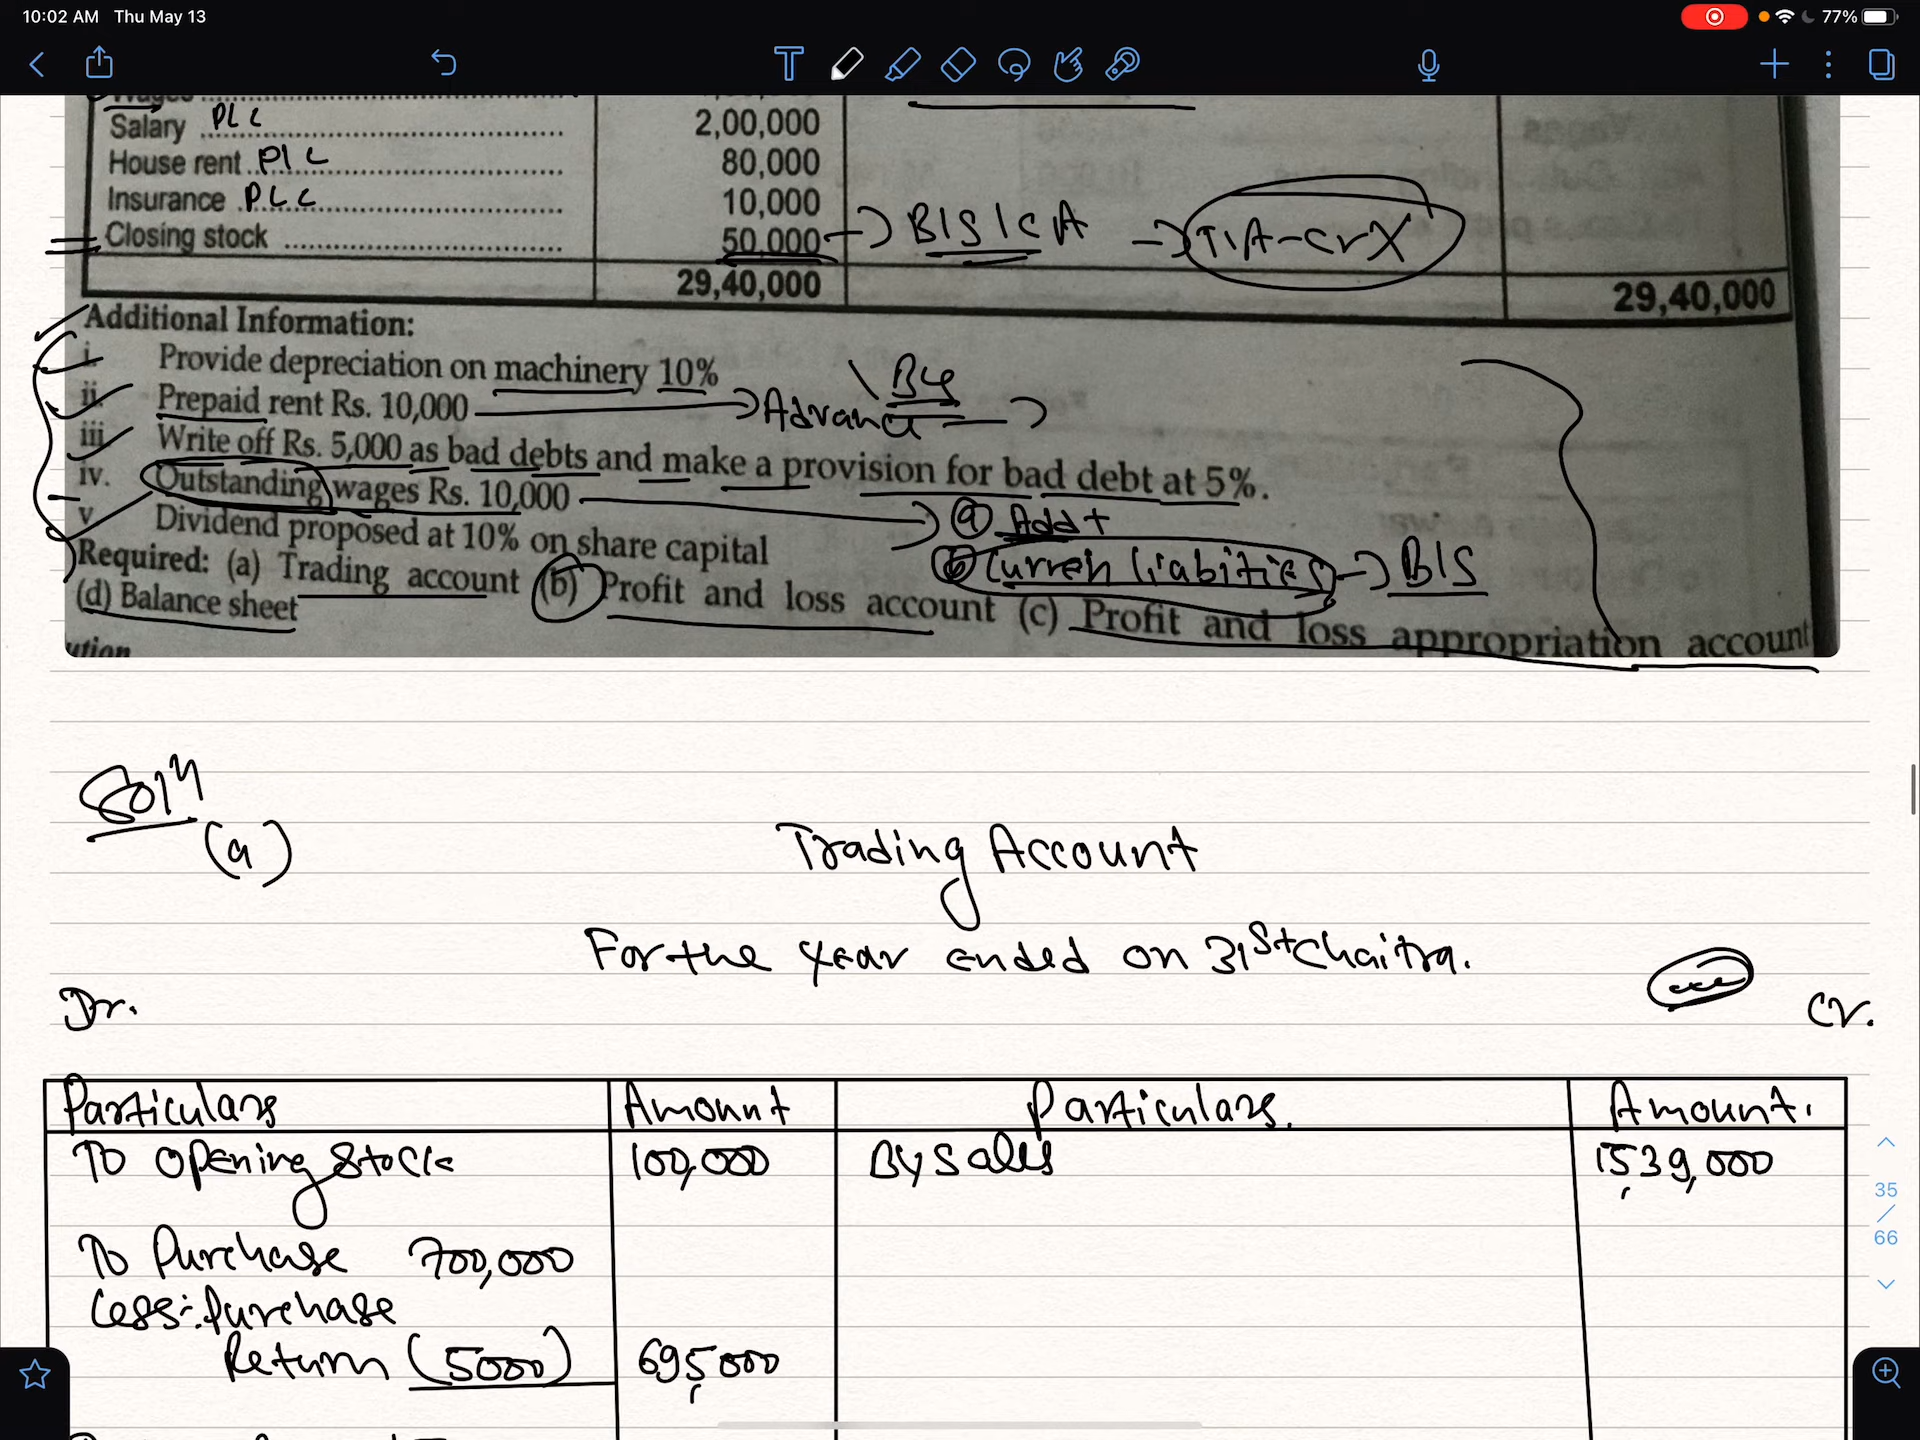 10:02 AM Thu May 13
77%
Wages
Salary PLC 2,00,000
House rent PLC 80,000
Insurance PLC 10,000
Closing stock 50,000 → B/S/CA → T/A-Cr X
29,40,000 29,40,000
Additional Information:
i. Provide depreciation on machinery 10%
ii. Prepaid rent Rs. 10,000 → Advance
iii. Write off Rs. 5,000 as bad debts and make a provision for bad debt at 5%.
iv. Outstanding wages Rs. 10,000 → (a) Add +
v Dividend proposed at 10% on share capital
(b) Curren Liabities → B/S
Required: (a) Trading account (b) Profit and loss account (c) Profit and loss appropriation account
(d) Balance sheet
Solⁿ
(a)
Trading Account
For the year ended on 31st Chaitra.
Dr. Cr.
Particulars Amount Particulars. Amount.
To Opening Stock 100,000 By Sales 1539,000
To Purchase 700,000
Less:- Purchase
Return (5000) 695,000
35
/
66